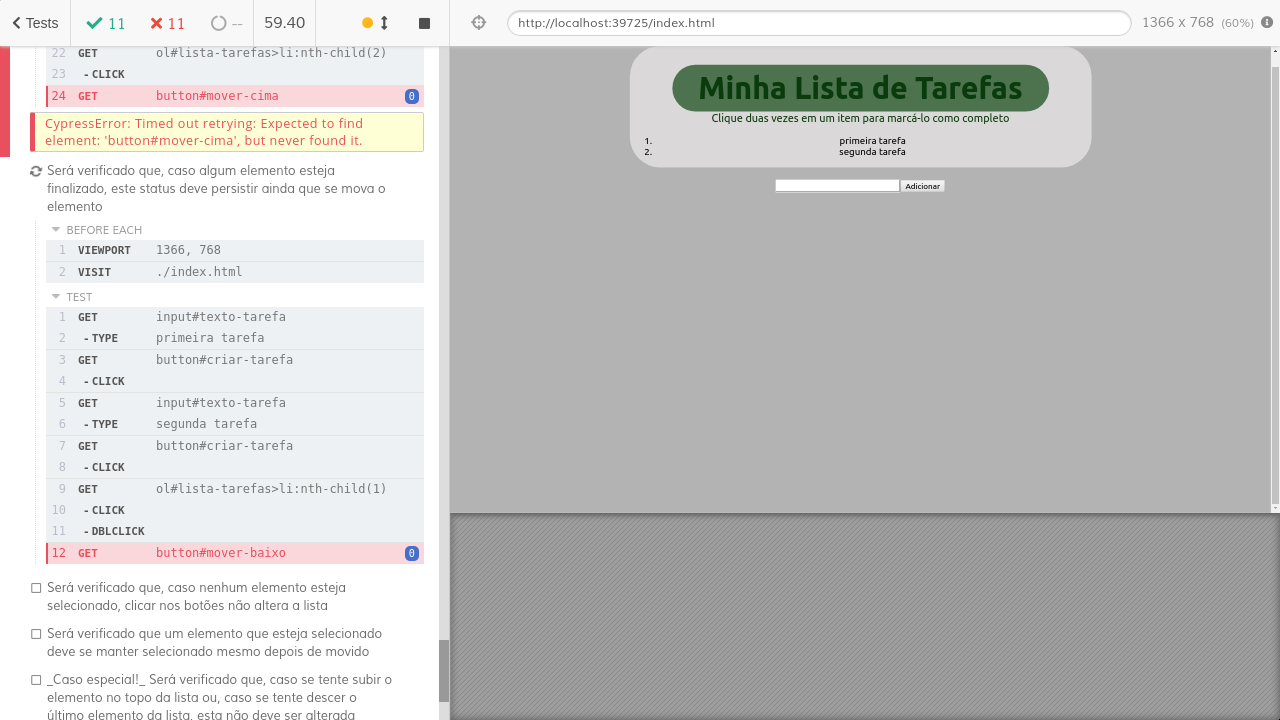 Tests
11
11
--
59.40
http://localhost:39725/index.html
1366 x 768 (60%)
22 GET ol#lista-tarefas>li:nth-child(2)
23 - CLICK
24 GET button#mover-cima 0
CypressError: Timed out retrying: Expected to find
element: 'button#mover-cima', but never found it.
Será verificado que, caso algum elemento esteja
finalizado, este status deve persistir ainda que se mova o
elemento
BEFORE EACH
1 VIEWPORT 1366, 768
2 VISIT ./index.html
TEST
1 GET input#texto-tarefa
2 - TYPE primeira tarefa
3 GET button#criar-tarefa
4 - CLICK
5 GET input#texto-tarefa
6 - TYPE segunda tarefa
7 GET button#criar-tarefa
8 - CLICK
9 GET ol#lista-tarefas>li:nth-child(1)
10 - CLICK
11 - DBLCLICK
12 GET button#mover-baixo 0
Será verificado que, caso nenhum elemento esteja
selecionado, clicar nos botões não altera a lista
Será verificado que um elemento que esteja selecionado
deve se manter selecionado mesmo depois de movido
_Caso especial!_ Será verificado que, caso se tente subir o
elemento no topo da lista ou, caso se tente descer o
último elemento da lista, esta não deve ser alterada
Minha Lista de Tarefas
Clique duas vezes em um item para marcá-lo como completo
1. primeira tarefa
2. segunda tarefa
Adicionar